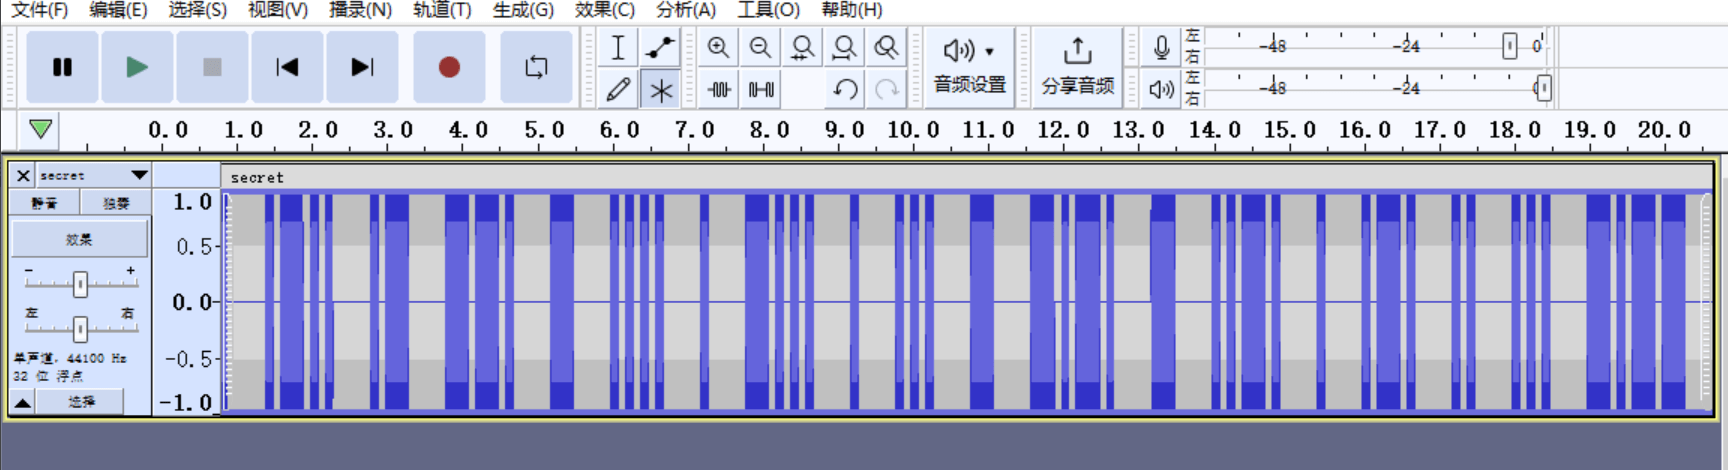 文件(F) 编辑(E) 选择(S) 视图(V) 播录(N) 轨道(T) 生成(G) 效果(C) 分析(A) 工具(O) 帮助(H)
音频设置 分享音频
左 右 -48 -24 0
左 右 -48 -24 0
0.0 1.0 2.0 3.0 4.0 5.0 6.0 7.0 8.0 9.0 10.0 11.0 12.0 13.0 14.0 15.0 16.0 17.0 18.0 19.0 20.0
secret
secret
静音 独奏
效果
- +
左 右
单声道, 44100 Hz
32 位 浮点
选择
1.0
0.5-
0.0-
-0.5-
-1.0